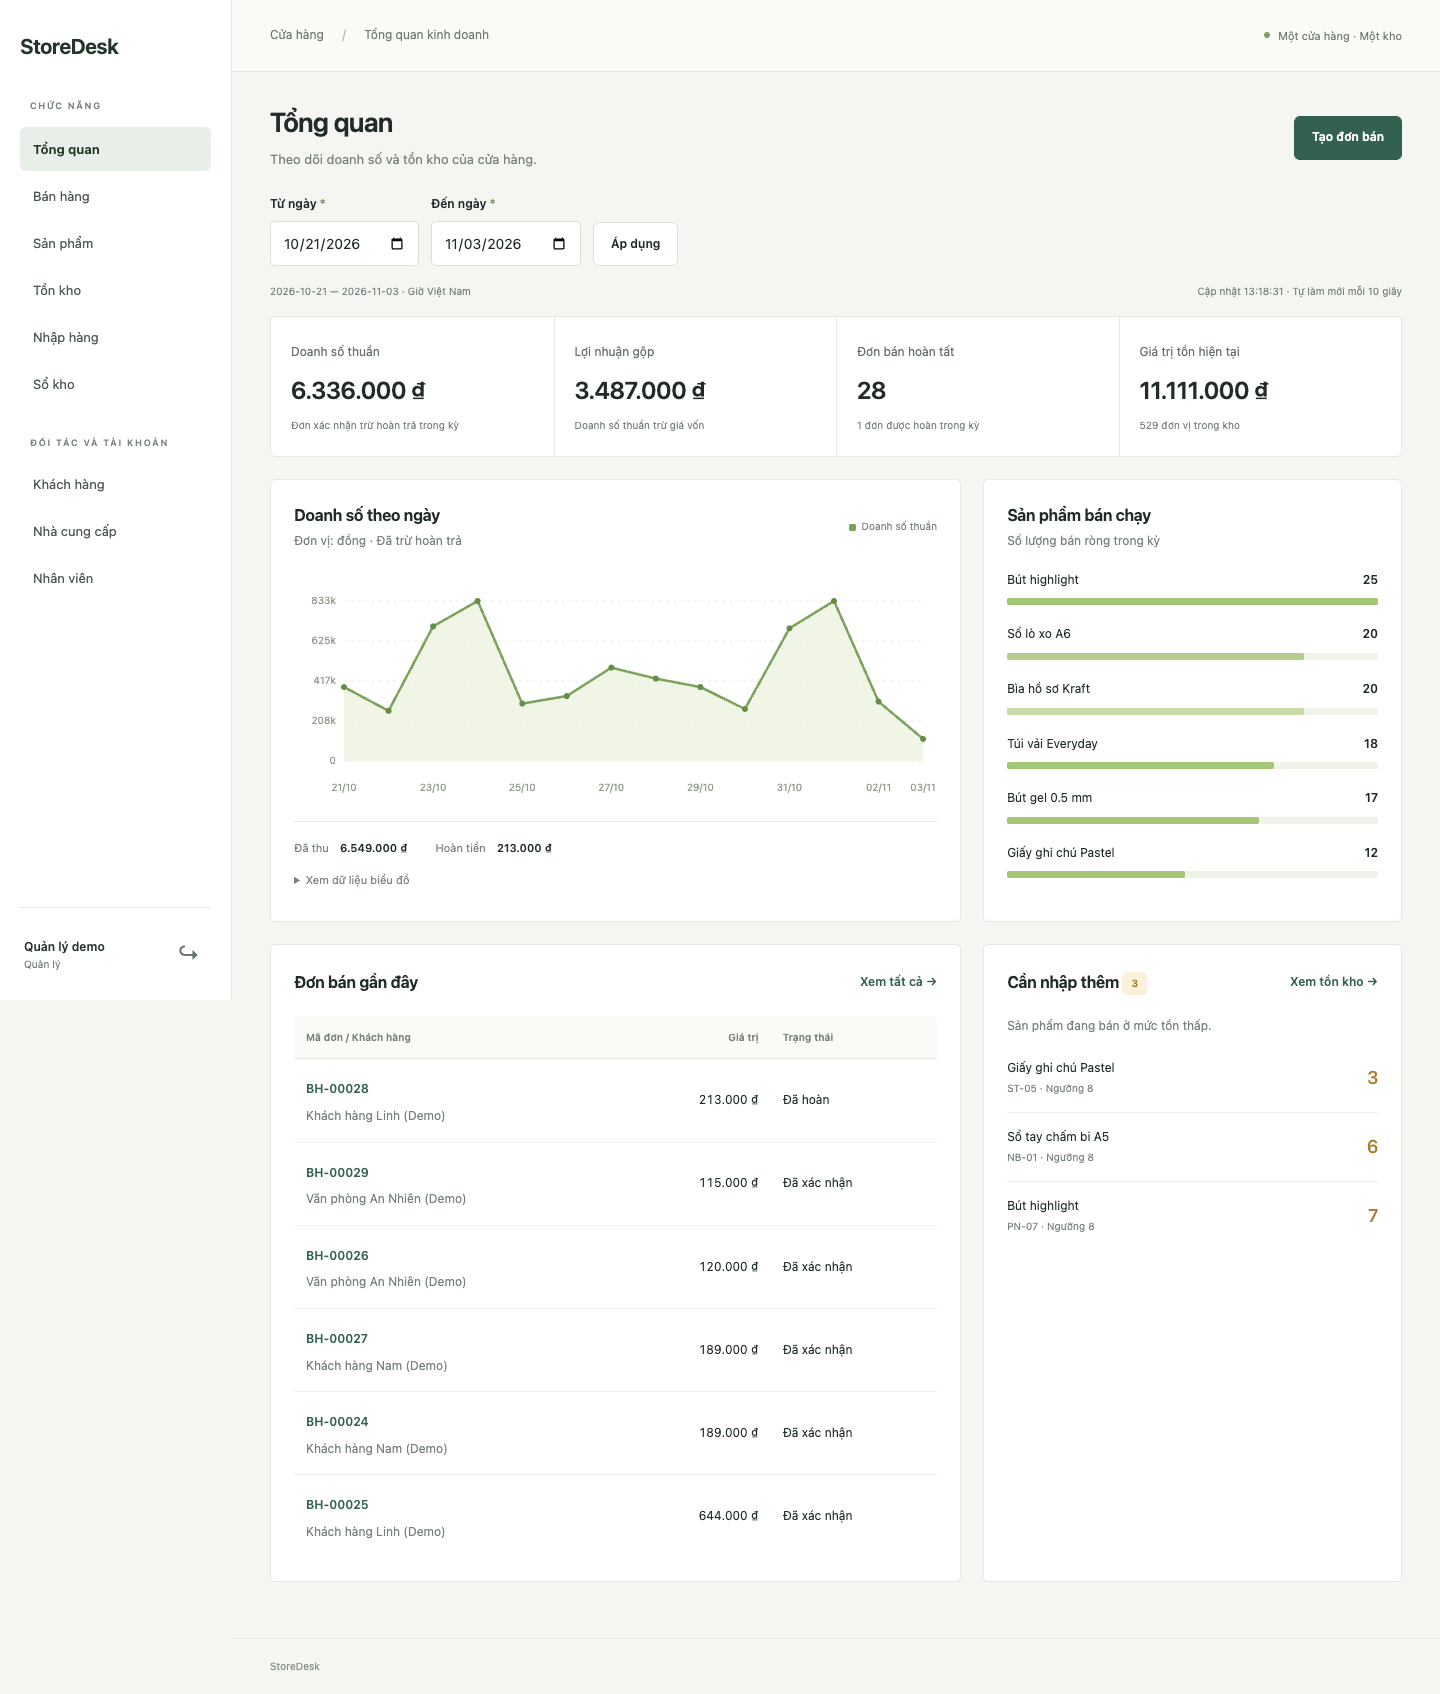 StoreDesk
CHỨC NĂNG
Tổng quan
Bán hàng
Sản phẩm
Tồn kho
Nhập hàng
Sổ kho
ĐỐI TÁC VÀ TÀI KHOẢN
Khách hàng
Nhà cung cấp
Nhân viên
Quản lý demo
Quản lý
Cửa hàng / Tổng quan kinh doanh
Một cửa hàng · Một kho
Tổng quan
Theo dõi doanh số và tồn kho của cửa hàng.
Tạo đơn bán
Từ ngày * Đến ngày *
10/21/2026 11/03/2026 Áp dụng
2026-10-21 — 2026-11-03 · Giờ Việt Nam
Cập nhật 13:18:31 · Tự làm mới mỗi 10 giây
Doanh số thuần
6.336.000 ₫
Đơn xác nhận trừ hoàn trả trong kỳ
Lợi nhuận gộp
3.487.000 ₫
Doanh số thuần trừ giá vốn
Đơn bán hoàn tất
28
1 đơn được hoàn trong kỳ
Giá trị tồn hiện tại
11.111.000 ₫
529 đơn vị trong kho
Doanh số theo ngày
Đơn vị: đồng · Đã trừ hoàn trả
Doanh số thuần
833k
625k
417k
208k
0
21/10 23/10 25/10 27/10 29/10 31/10 02/11 03/11
Đã thu 6.549.000 ₫ Hoàn tiền 213.000 ₫
Xem dữ liệu biểu đồ
Sản phẩm bán chạy
Số lượng bán ròng trong kỳ
Bút highlight 25
Sổ lò xo A6 20
Bìa hồ sơ Kraft 20
Túi vải Everyday 18
Bút gel 0.5 mm 17
Giấy ghi chú Pastel 12
Đơn bán gần đây
Xem tất cả →
Mã đơn / Khách hàng Giá trị Trạng thái
BH-00028
Khách hàng Linh (Demo)
213.000 ₫ Đã hoàn
BH-00029
Văn phòng An Nhiên (Demo)
115.000 ₫ Đã xác nhận
BH-00026
Văn phòng An Nhiên (Demo)
120.000 ₫ Đã xác nhận
BH-00027
Khách hàng Nam (Demo)
189.000 ₫ Đã xác nhận
BH-00024
Khách hàng Nam (Demo)
189.000 ₫ Đã xác nhận
BH-00025
Khách hàng Linh (Demo)
644.000 ₫ Đã xác nhận
Cần nhập thêm 3
Xem tồn kho →
Sản phẩm đang bán ở mức tồn thấp.
Giấy ghi chú Pastel
ST-05 · Ngưỡng 8
3
Sổ tay chấm bi A5
NB-01 · Ngưỡng 8
6
Bút highlight
PN-07 · Ngưỡng 8
7
StoreDesk